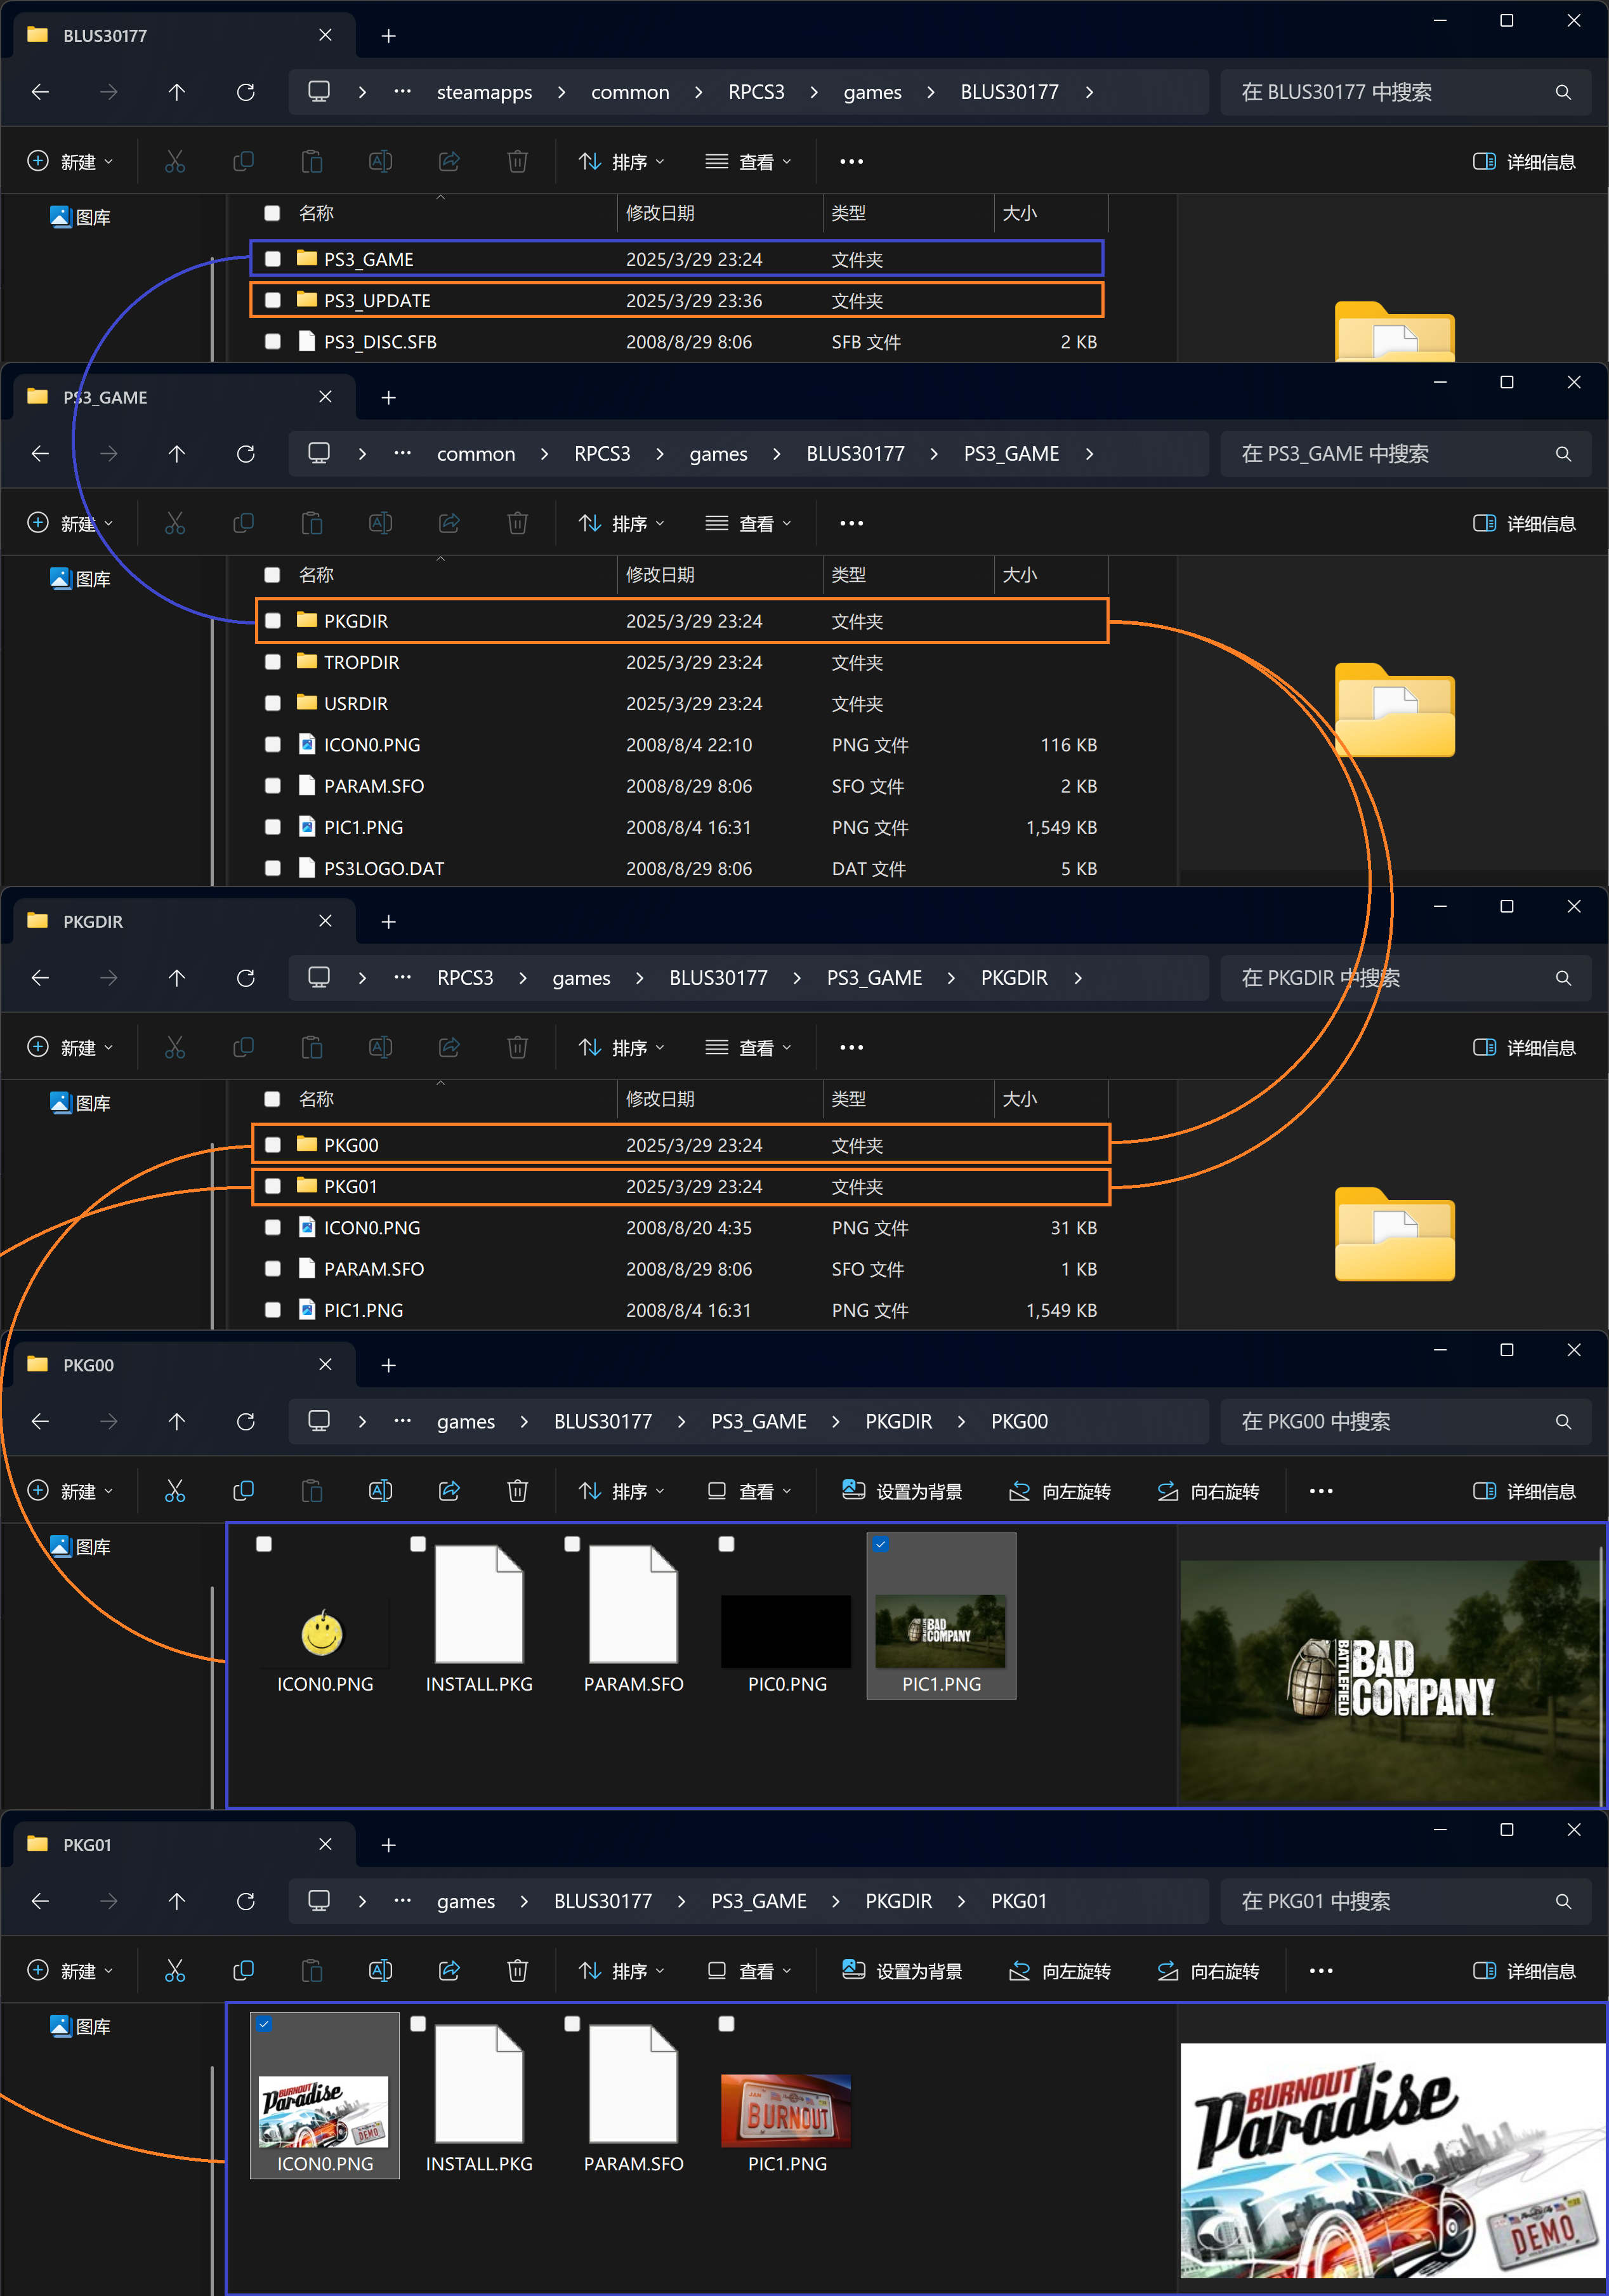 BLUS30177
steamapps > common > RPCS3 > games > BLUS30177 >
在 BLUS30177 中搜索
新建 排序 查看 详细信息
图库
名称 修改日期 类型 大小
PS3_GAME 2025/3/29 23:24 文件夹
PS3_UPDATE 2025/3/29 23:36 文件夹
PS3_DISC.SFB 2008/8/29 8:06 SFB 文件 2 KB
PS3_GAME
common > RPCS3 > games > BLUS30177 > PS3_GAME >
在 PS3_GAME 中搜索
新建 排序 查看 详细信息
图库
名称 修改日期 类型 大小
PKGDIR 2025/3/29 23:24 文件夹
TROPDIR 2025/3/29 23:24 文件夹
USRDIR 2025/3/29 23:24 文件夹
ICON0.PNG 2008/8/4 22:10 PNG 文件 116 KB
PARAM.SFO 2008/8/29 8:06 SFO 文件 2 KB
PIC1.PNG 2008/8/4 16:31 PNG 文件 1,549 KB
PS3LOGO.DAT 2008/8/29 8:06 DAT 文件 5 KB
PKGDIR
RPCS3 > games > BLUS30177 > PS3_GAME > PKGDIR >
在 PKGDIR 中搜索
新建 排序 查看 详细信息
图库
名称 修改日期 类型 大小
PKG00 2025/3/29 23:24 文件夹
PKG01 2025/3/29 23:24 文件夹
ICON0.PNG 2008/8/20 4:35 PNG 文件 31 KB
PARAM.SFO 2008/8/29 8:06 SFO 文件 1 KB
PIC1.PNG 2008/8/4 16:31 PNG 文件 1,549 KB
PKG00
games > BLUS30177 > PS3_GAME > PKGDIR > PKG00
在 PKG00 中搜索
新建 排序 查看 设置为背景 向左旋转 向右旋转 详细信息
图库
BAD
COMPANY
ICON0.PNG INSTALL.PKG PARAM.SFO PIC0.PNG PIC1.PNG
BATTLEFIELD
BAD
COMPANY
PKG01
games > BLUS30177 > PS3_GAME > PKGDIR > PKG01
在 PKG01 中搜索
新建 排序 查看 设置为背景 向左旋转 向右旋转 详细信息
图库
BURNOUT
Paradise
DEMO
JAN
BURNOUT
ICON0.PNG INSTALL.PKG PARAM.SFO PIC1.PNG
BURNOUT
Paradise
DEMO